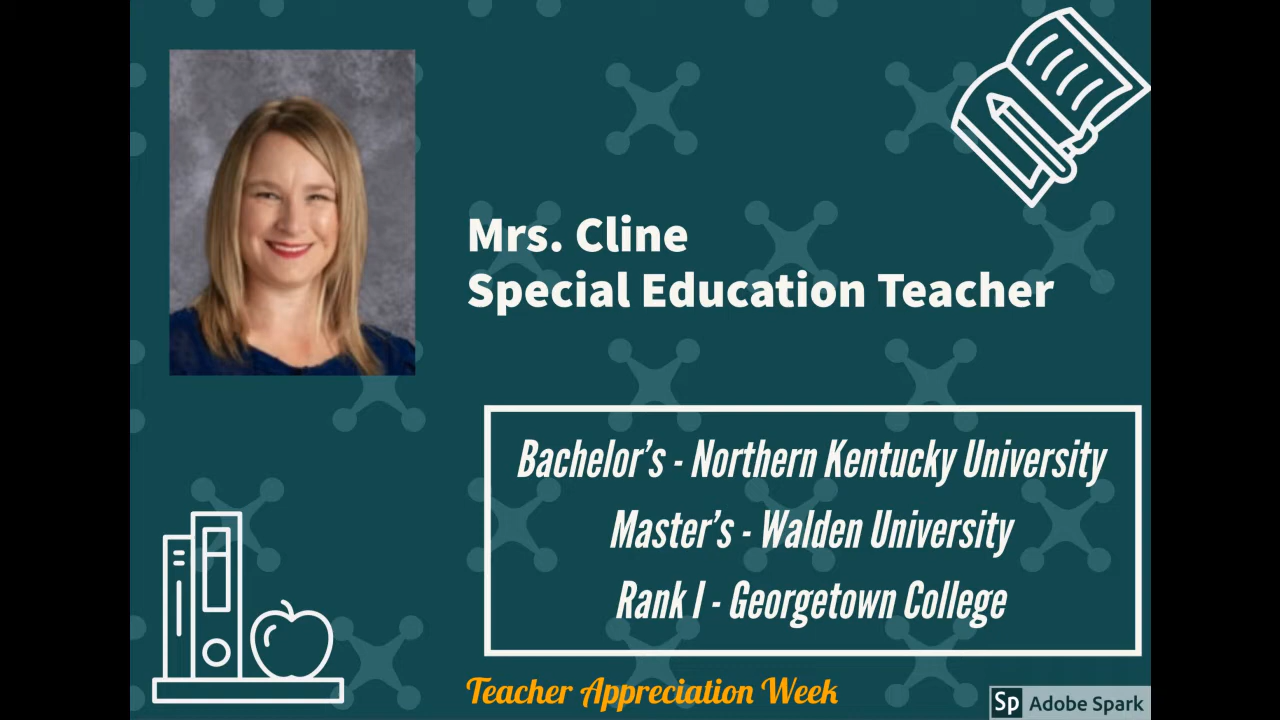 Mrs. Cline
Special Education Teacher
Bachelor's - Northern Kentucky University
Master's - Walden University
Rank I - Georgetown College
Teacher Appreciation Week
Sp Adobe Spark